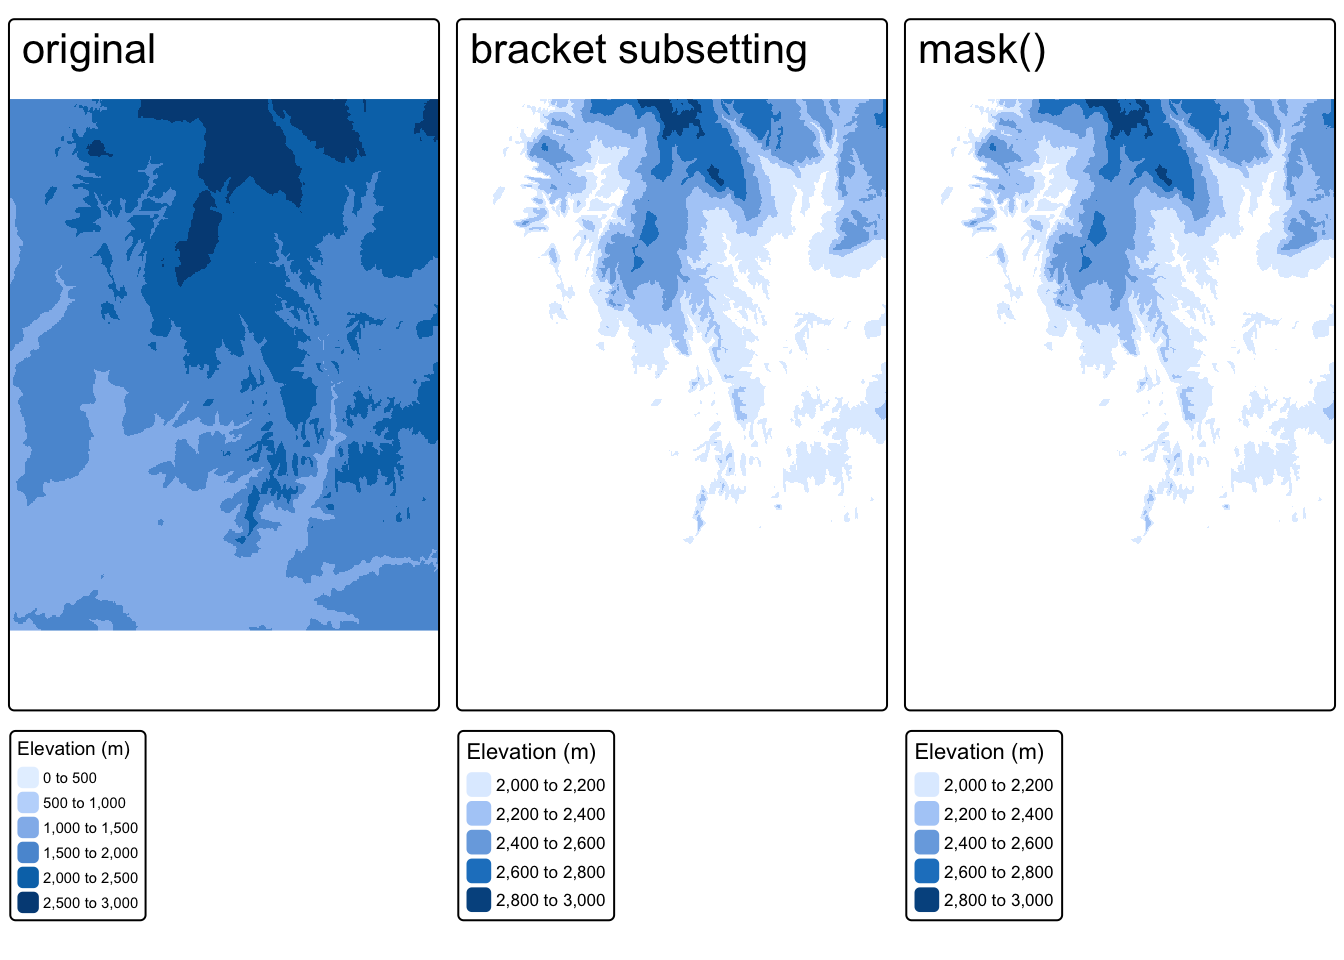 original
bracket subsetting
mask()
Elevation (m)
0 to 500
500 to 1,000
1,000 to 1,500
1,500 to 2,000
2,000 to 2,500
2,500 to 3,000
Elevation (m)
2,000 to 2,200
2,200 to 2,400
2,400 to 2,600
2,600 to 2,800
2,800 to 3,000
Elevation (m)
2,000 to 2,200
2,200 to 2,400
2,400 to 2,600
2,600 to 2,800
2,800 to 3,000